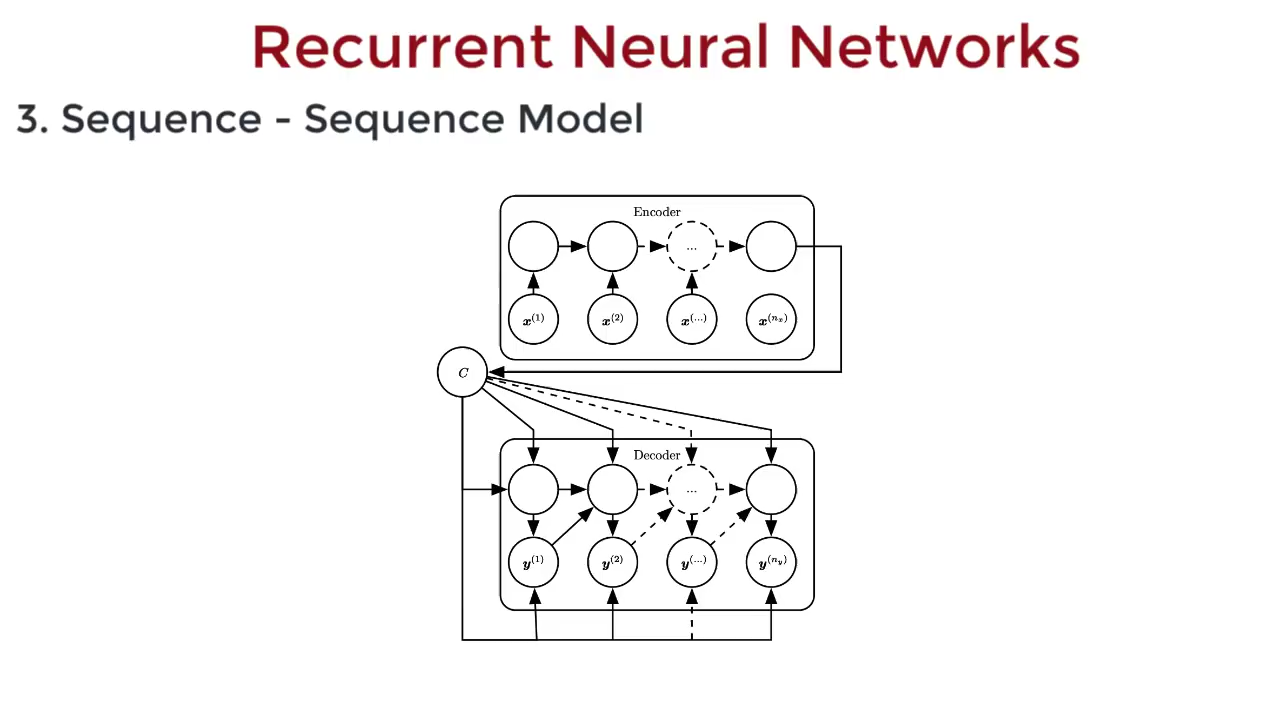 Recurrent Neural Networks
3. Sequence - Sequence Model
Encoder
...
x(1) x(2) x(...) x(nx)
C
Decoder
...
y(1) y(2) y(...) y(ny)